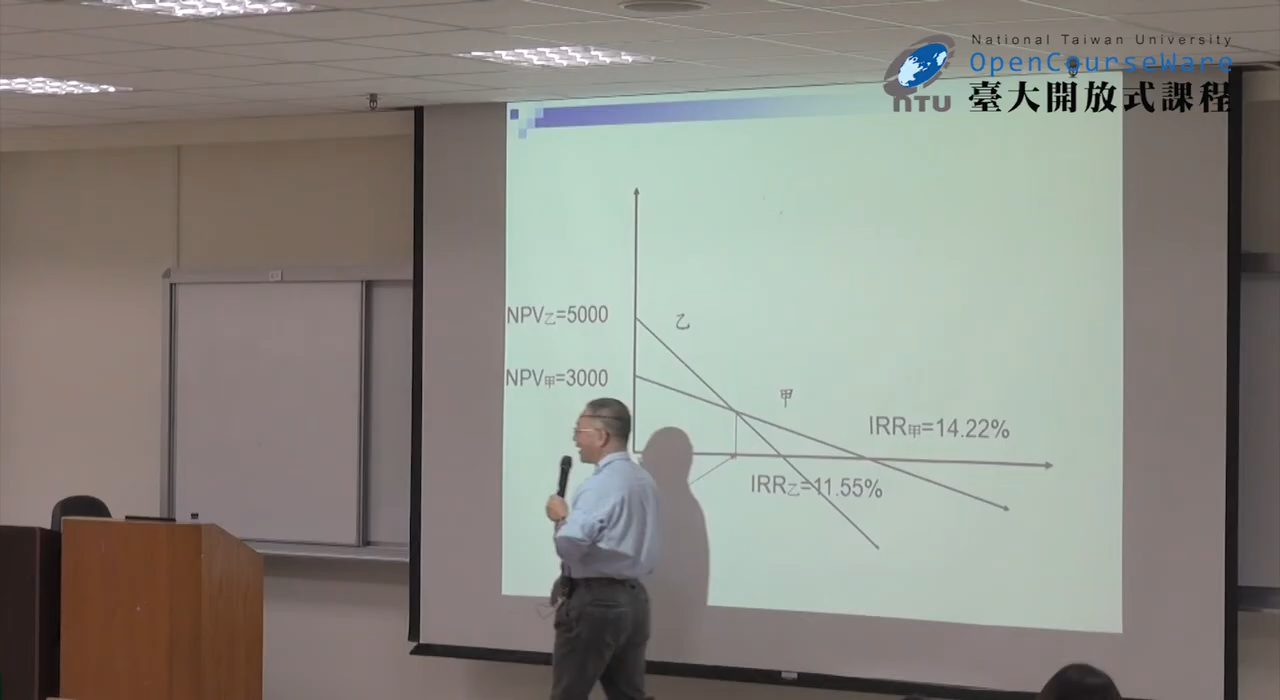 National Taiwan University
OpenCourseWare
臺大開放式課程
NTU
NPV乙=5000
乙
NPV甲=3000
甲
IRR甲=14.22%
IRR乙=11.55%